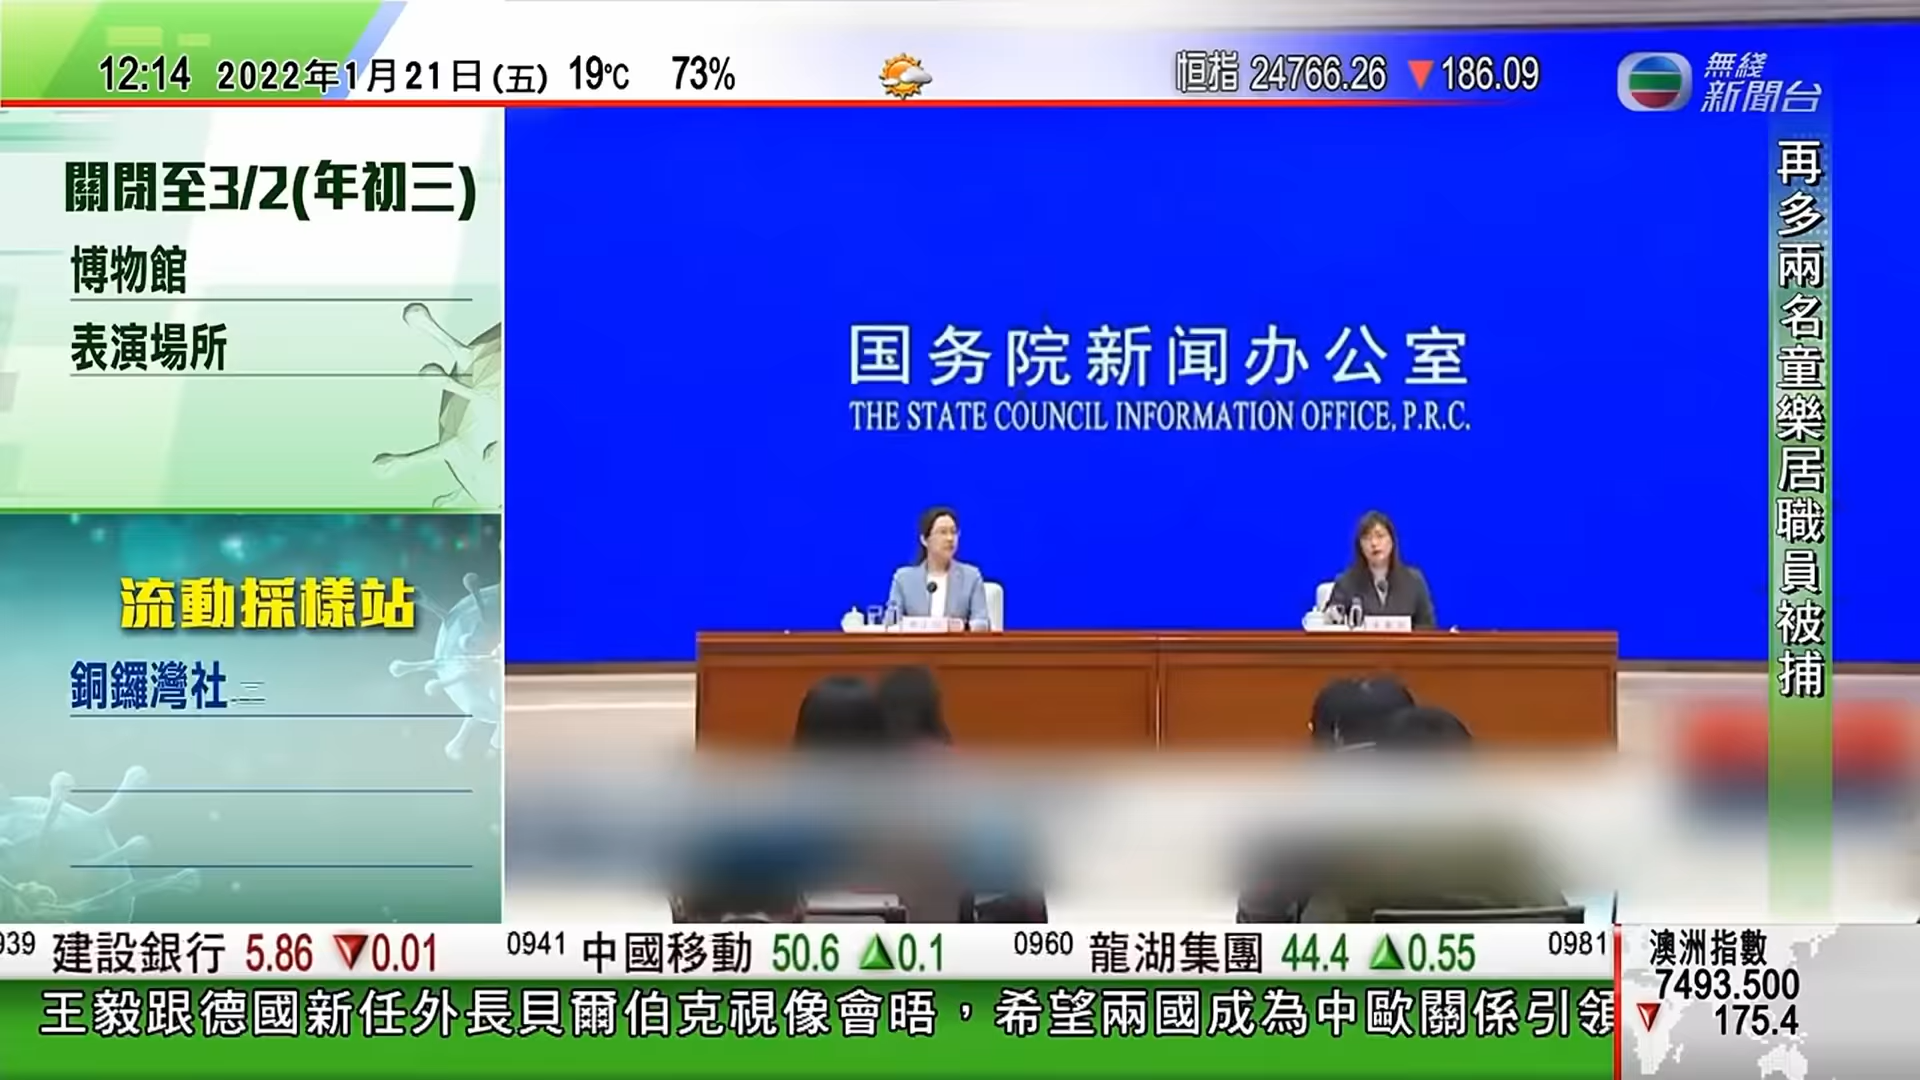 12:14 2022年1月21日(五) 19℃ 73%
恒指 24766.26 ▼186.09
無綫
新聞台
關閉至3/2(年初三)
博物館
表演場所
流動採樣站
銅鑼灣社
国务院新闻办公室
THE STATE COUNCIL INFORMATION OFFICE, P.R.C.
再多兩名童樂居職員被捕
939 建設銀行 5.86 ▼0.01 0941 中國移動 50.6 ▲0.1 0960 龍湖集團 44.4 ▲0.55 0981
王毅跟德國新任外長貝爾伯克視像會晤，希望兩國成為中歐關係引領
澳洲指數
7493.500
▼ 175.4